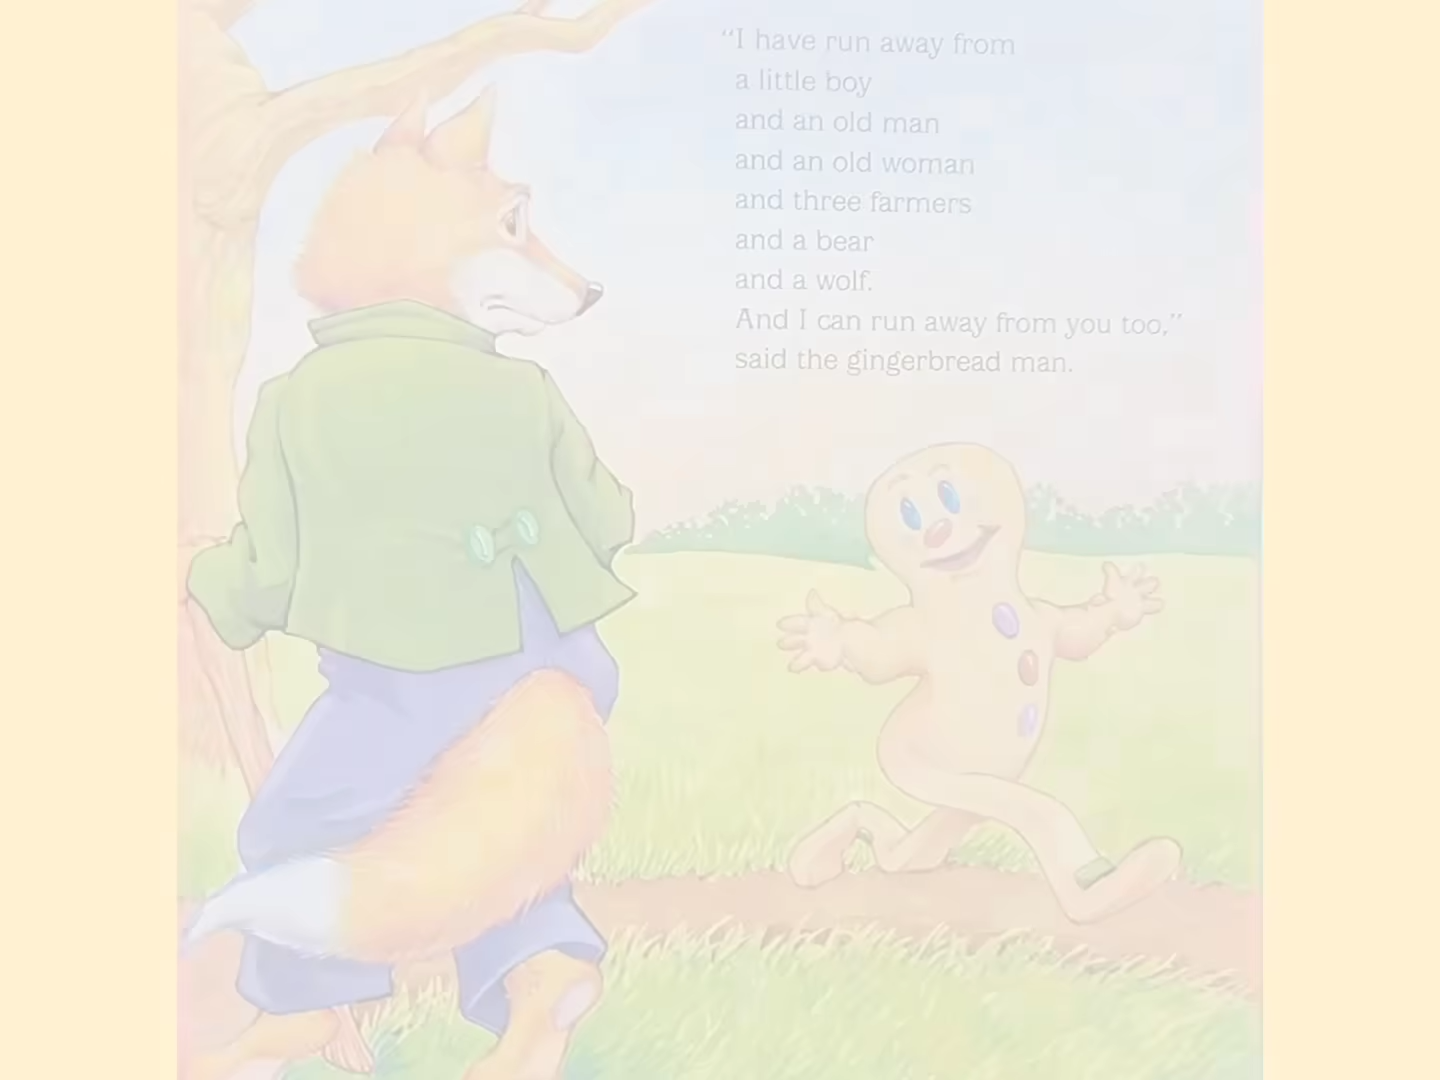 “I have run away from
a little boy
and an old man
and an old woman
and three farmers
and a bear
and a wolf.
And I can run away from you too,”
said the gingerbread man.